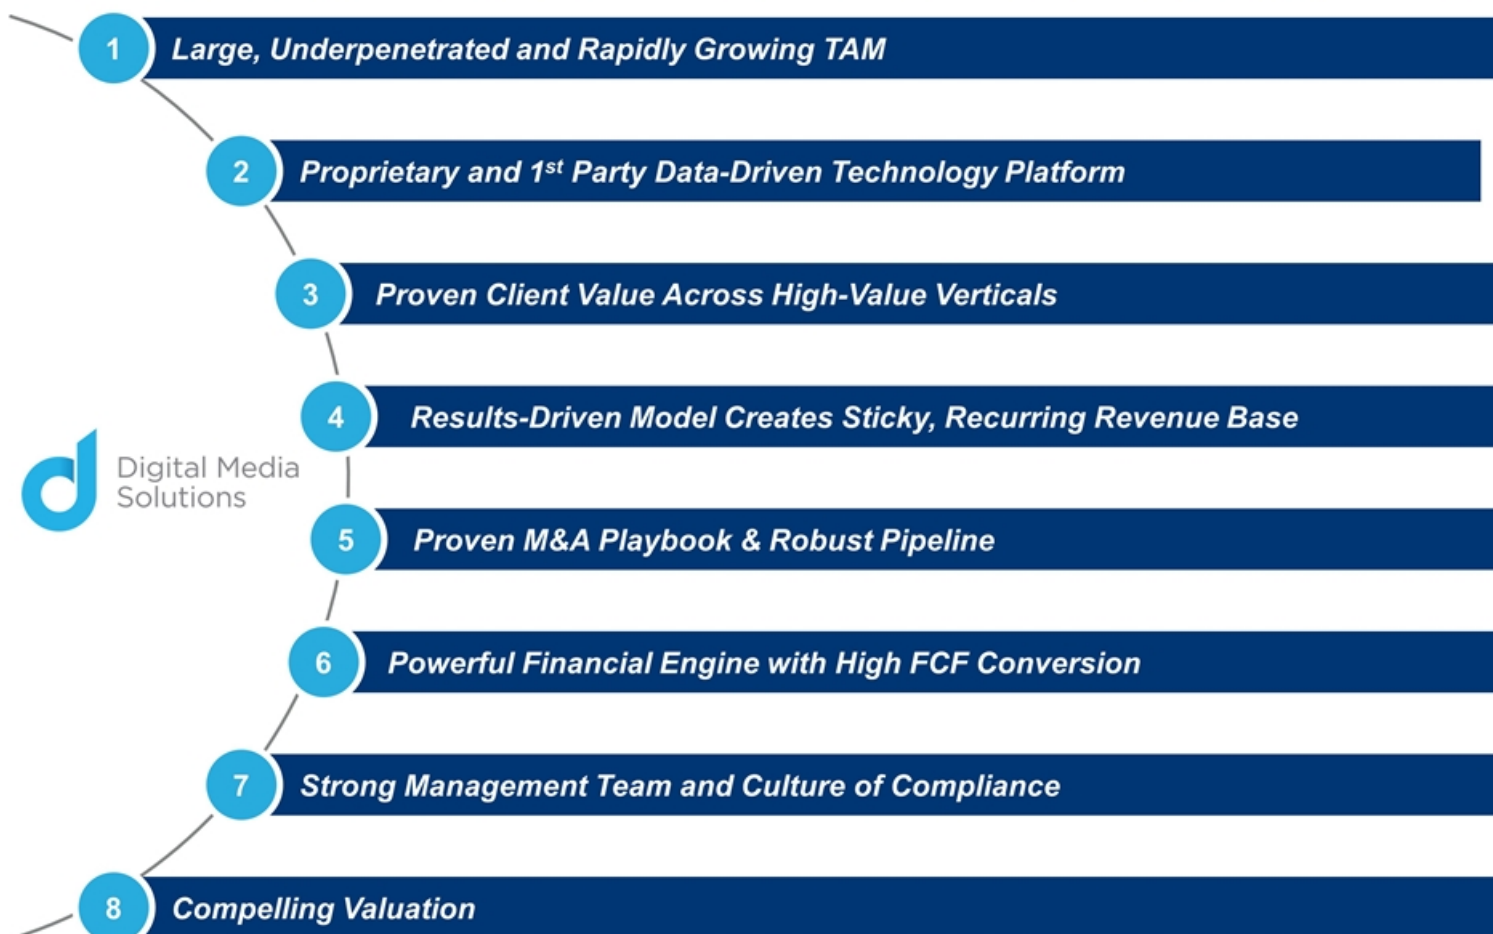 1 Large, Underpenetrated and Rapidly Growing TAM
2 Proprietary and 1st Party Data-Driven Technology Platform
3 Proven Client Value Across High-Value Verticals
4 Results-Driven Model Creates Sticky, Recurring Revenue Base
Digital Media
Solutions
5 Proven M&A Playbook & Robust Pipeline
6 Powerful Financial Engine with High FCF Conversion
7 Strong Management Team and Culture of Compliance
8 Compelling Valuation